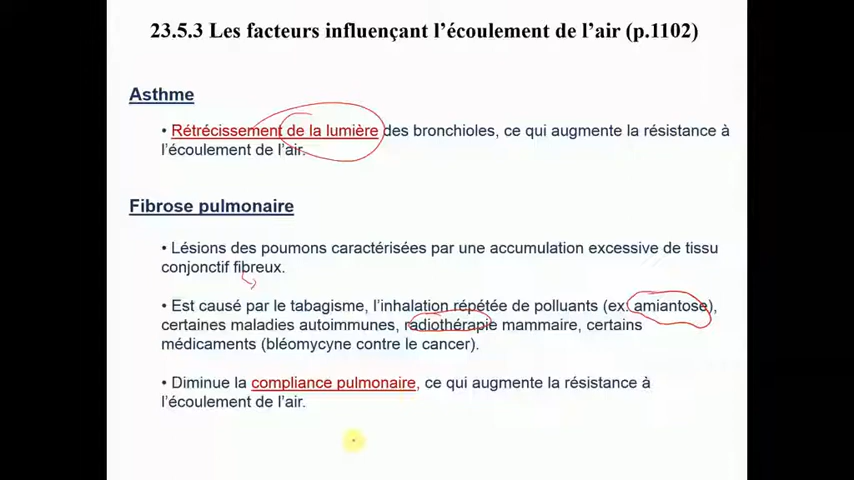 23.5.3 Les facteurs influençant l’écoulement de l’air (p.1102)
Asthme
• Rétrécissement de la lumière des bronchioles, ce qui augmente la résistance à
l’écoulement de l’air.
Fibrose pulmonaire
• Lésions des poumons caractérisées par une accumulation excessive de tissu
conjonctif fibreux.
• Est causé par le tabagisme, l’inhalation répétée de polluants (ex. amiantose),
certaines maladies autoimmunes, radiothérapie mammaire, certains
médicaments (bléomycyne contre le cancer).
• Diminue la compliance pulmonaire, ce qui augmente la résistance à
l’écoulement de l’air.